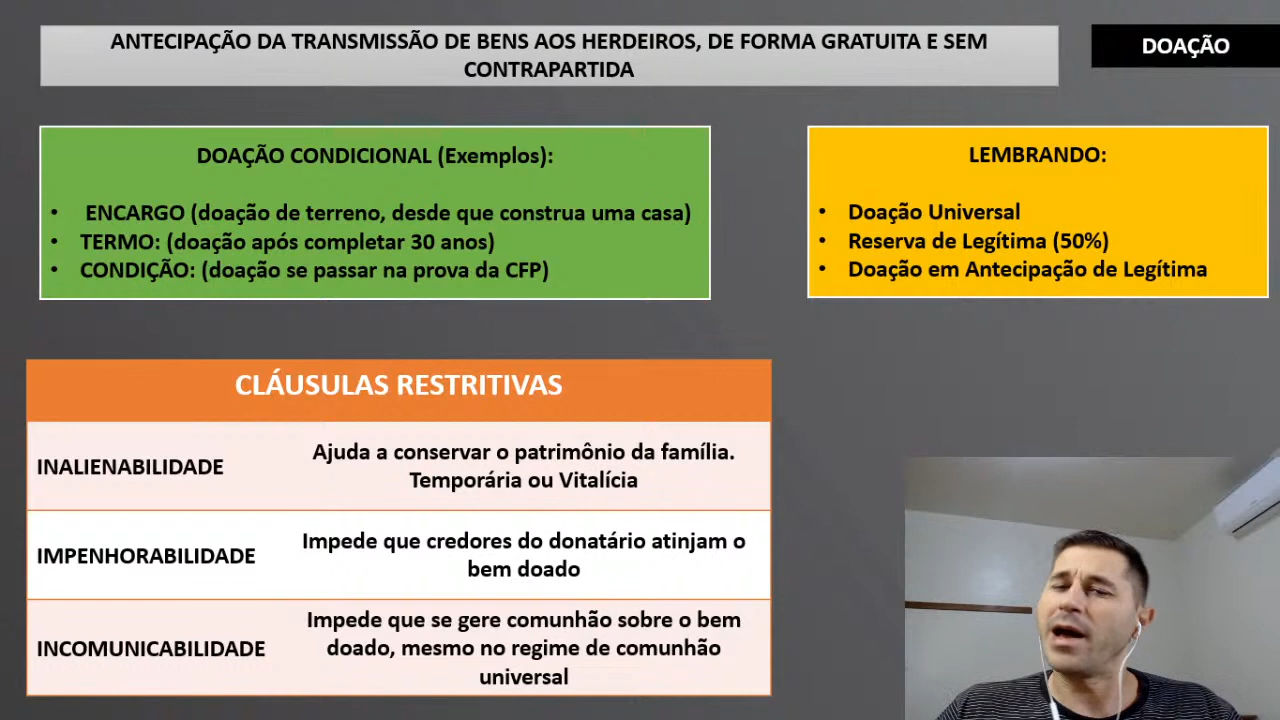 ANTECIPAÇÃO DA TRANSMISSÃO DE BENS AOS HERDEIROS, DE FORMA GRATUITA E SEM
CONTRAPARTIDA
DOAÇÃO
DOAÇÃO CONDICIONAL (Exemplos):
• ENCARGO (doação de terreno, desde que construa uma casa)
• TERMO: (doação após completar 30 anos)
• CONDIÇÃO: (doação se passar na prova da CFP)
LEMBRANDO:
• Doação Universal
• Reserva de Legítima (50%)
• Doação em Antecipação de Legítima
CLÁUSULAS RESTRITIVAS
INALIENABILIDADE
Ajuda a conservar o patrimônio da família.
Temporária ou Vitalícia
IMPENHORABILIDADE
Impede que credores do donatário atinjam o
bem doado
INCOMUNICABILIDADE
Impede que se gere comunhão sobre o bem
doado, mesmo no regime de comunhão
universal